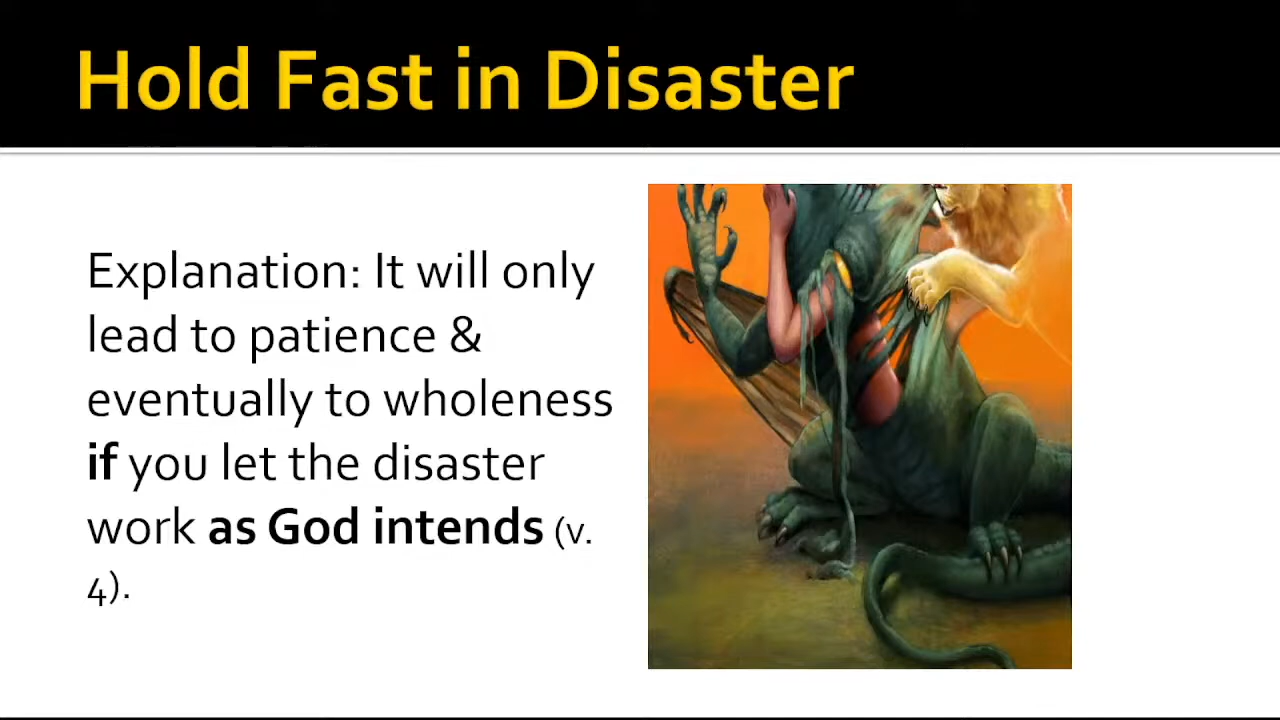 Hold Fast in Disaster
Explanation: It will only
lead to patience &
eventually to wholeness
if you let the disaster
work as God intends (v.
4).